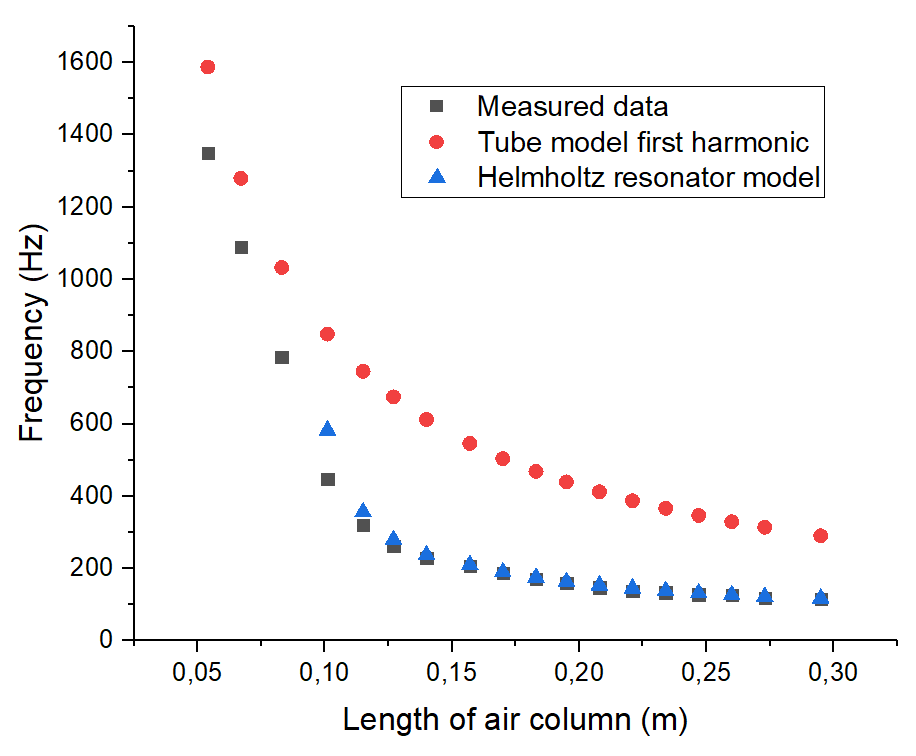 1600
1400
1200
1000
800
600
400
200
0
Frequency (Hz)
Measured data
Tube model first harmonic
Helmholtz resonator model
0,05 0,10 0,15 0,20 0,25 0,30
Length of air column (m)